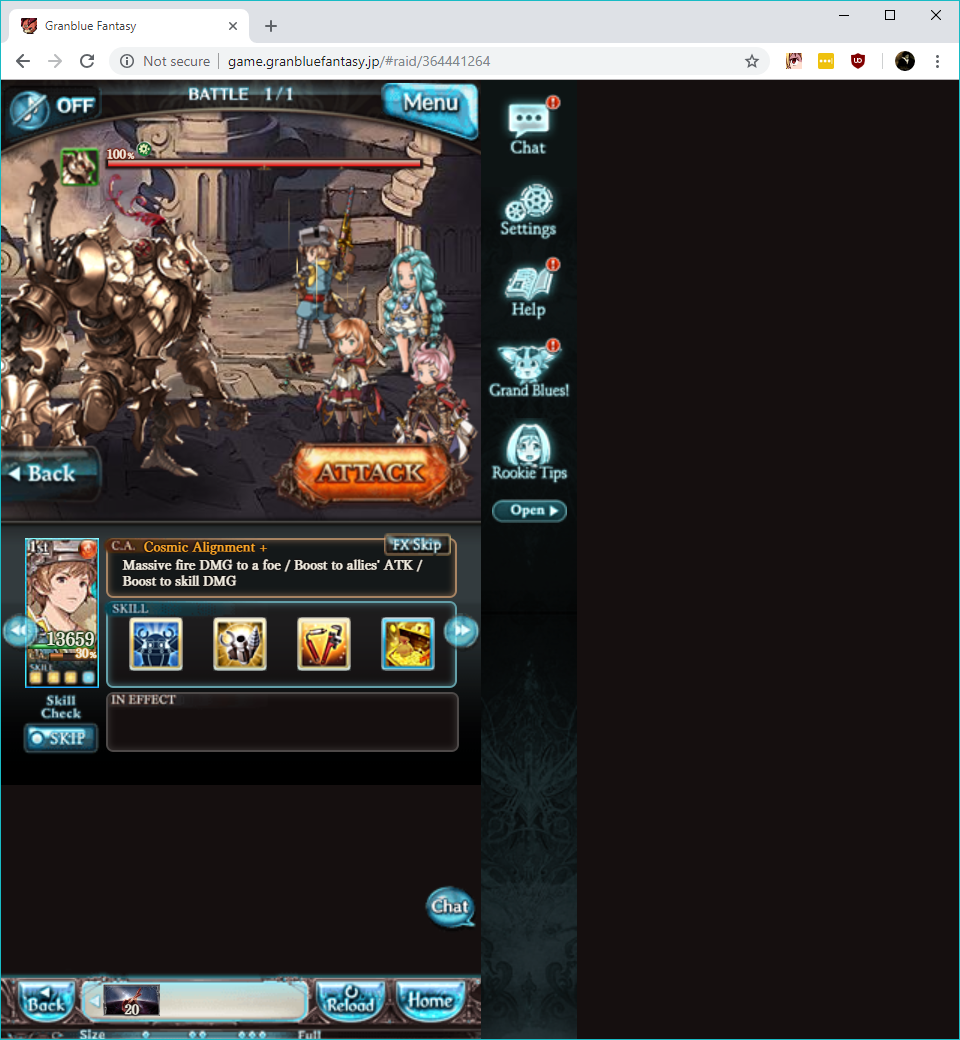 Granblue Fantasy
Not secure
game.granbluefantasy.jp/#raid/364441264
OFF
BATTLE 1/1
Menu
100%
Back
ATTACK
1st
13659
C.A. 30%
SKILL
Skill
Check
SKIP
C.A. Cosmic Alignment +
FX Skip
Massive fire DMG to a foe / Boost to allies' ATK /
Boost to skill DMG
SKILL
IN EFFECT
Chat
Back
20
Reload
Home
Size
Full
Chat
Settings
Help
Grand Blues!
Rookie Tips
Open